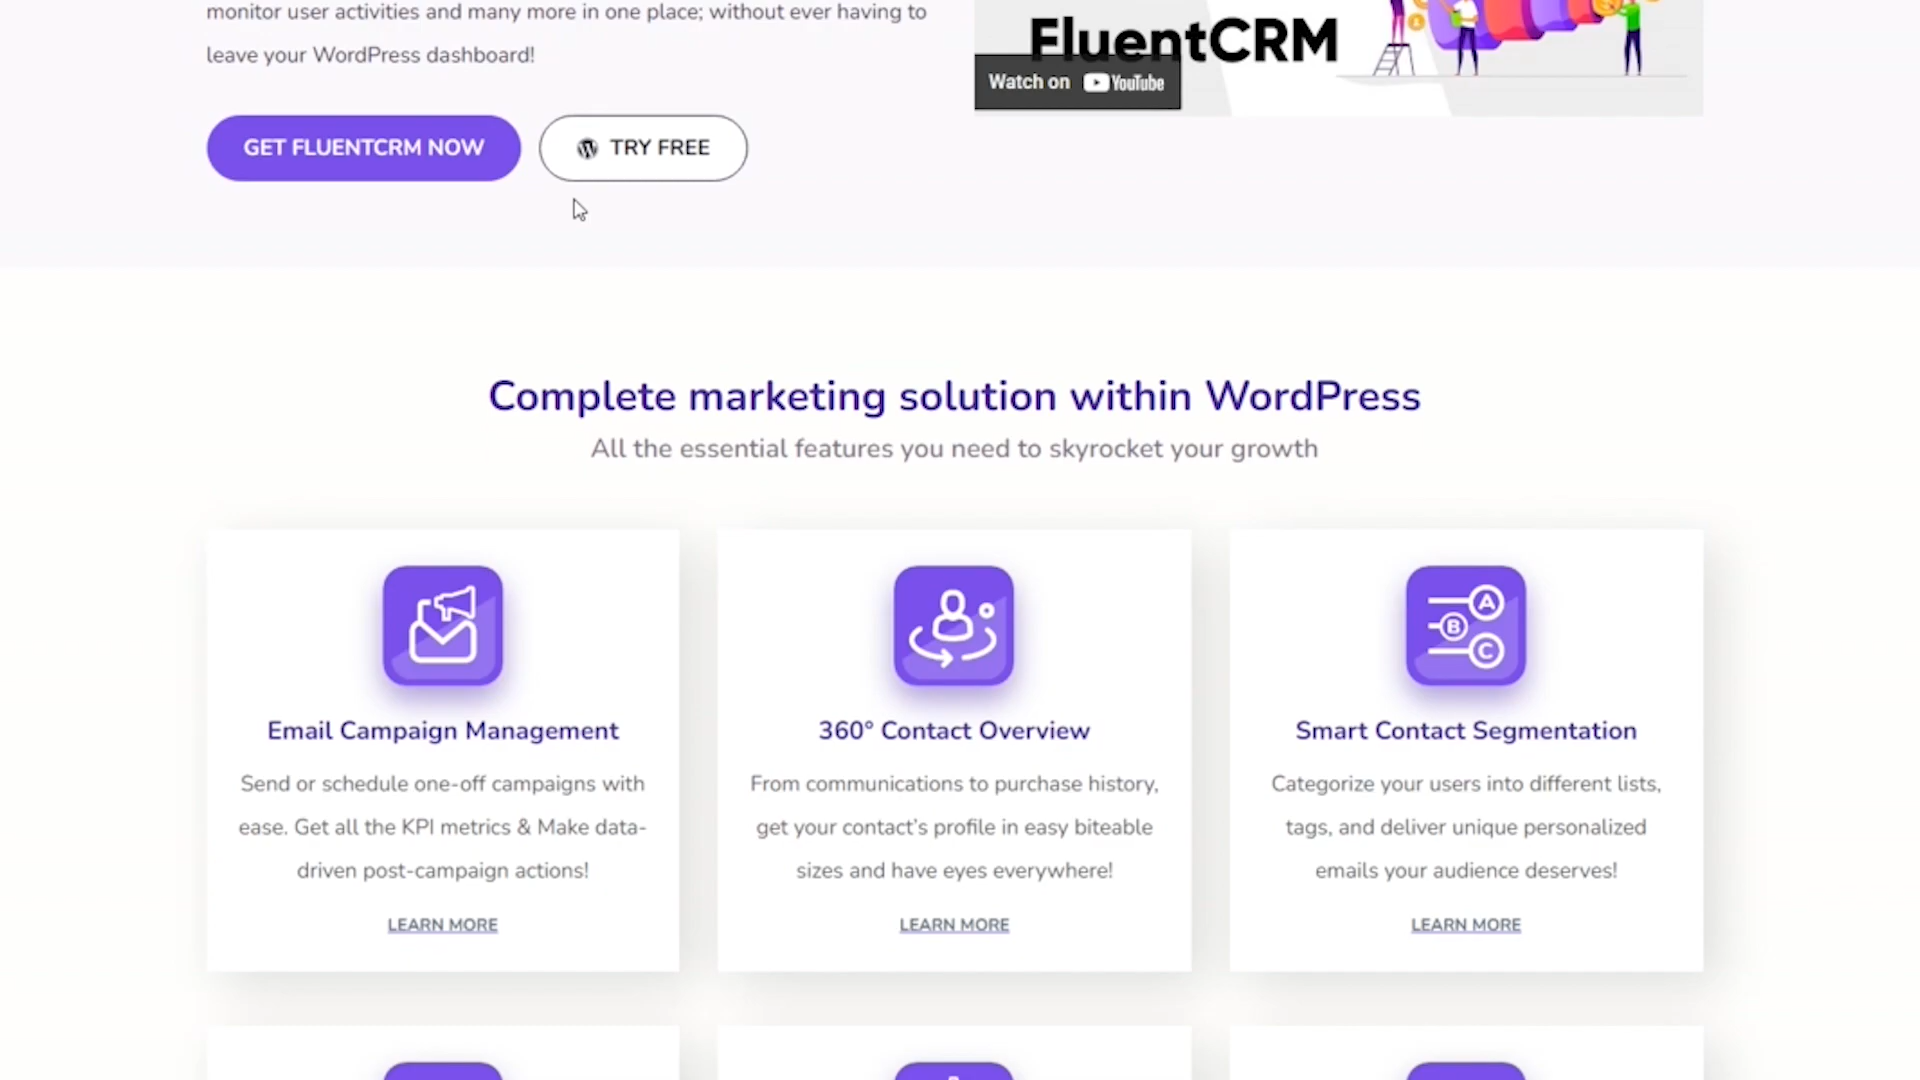 monitor user activities and many more in one place; without ever having to
leave your WordPress dashboard!
FluentCRM
Watch on YouTube
GET FLUENTCRM NOW
TRY FREE
Complete marketing solution within WordPress
All the essential features you need to skyrocket your growth
A
B
C
Email Campaign Management
Send or schedule one-off campaigns with
ease. Get all the KPI metrics & Make data-
driven post-campaign actions!
LEARN MORE
360° Contact Overview
From communications to purchase history,
get your contact's profile in easy biteable
sizes and have eyes everywhere!
LEARN MORE
Smart Contact Segmentation
Categorize your users into different lists,
tags, and deliver unique personalized
emails your audience deserves!
LEARN MORE